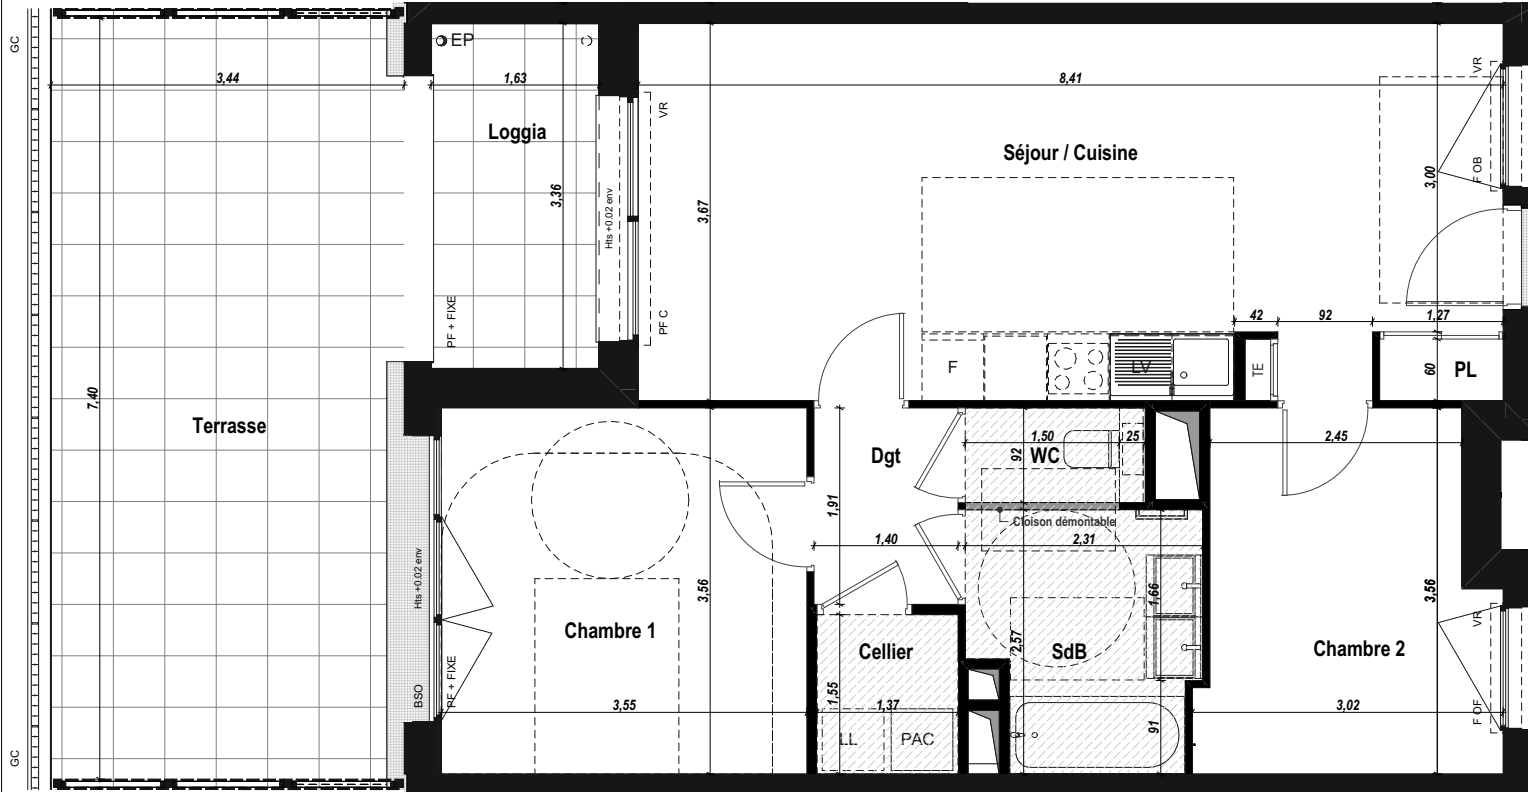 GC
EP
VR
3,44
1,63
8,41
VR
Loggia
Séjour / Cuisine
F OB
3,00
3,36
3,67
Hts +0.02 env
PF + FIXE
PF C
42
92
1,27
F
LV
TE
60
PL
7,40
Terrasse
Dgt
1,50
25
WC
92
2,45
1,91
Cloison démontable
1,40
2,31
Hts +0.02 env
3,56
1,66
3,56
Chambre 1
Cellier
2,57
SdB
Chambre 2
VR
BSO
PF + FIXE
1,55
3,55
1,37
91
3,02
F OF
LL
PAC
GC